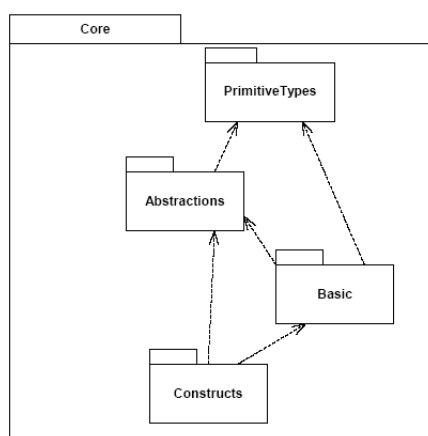 Core
PrimitiveTypes
Abstractions
Basic
Constructs